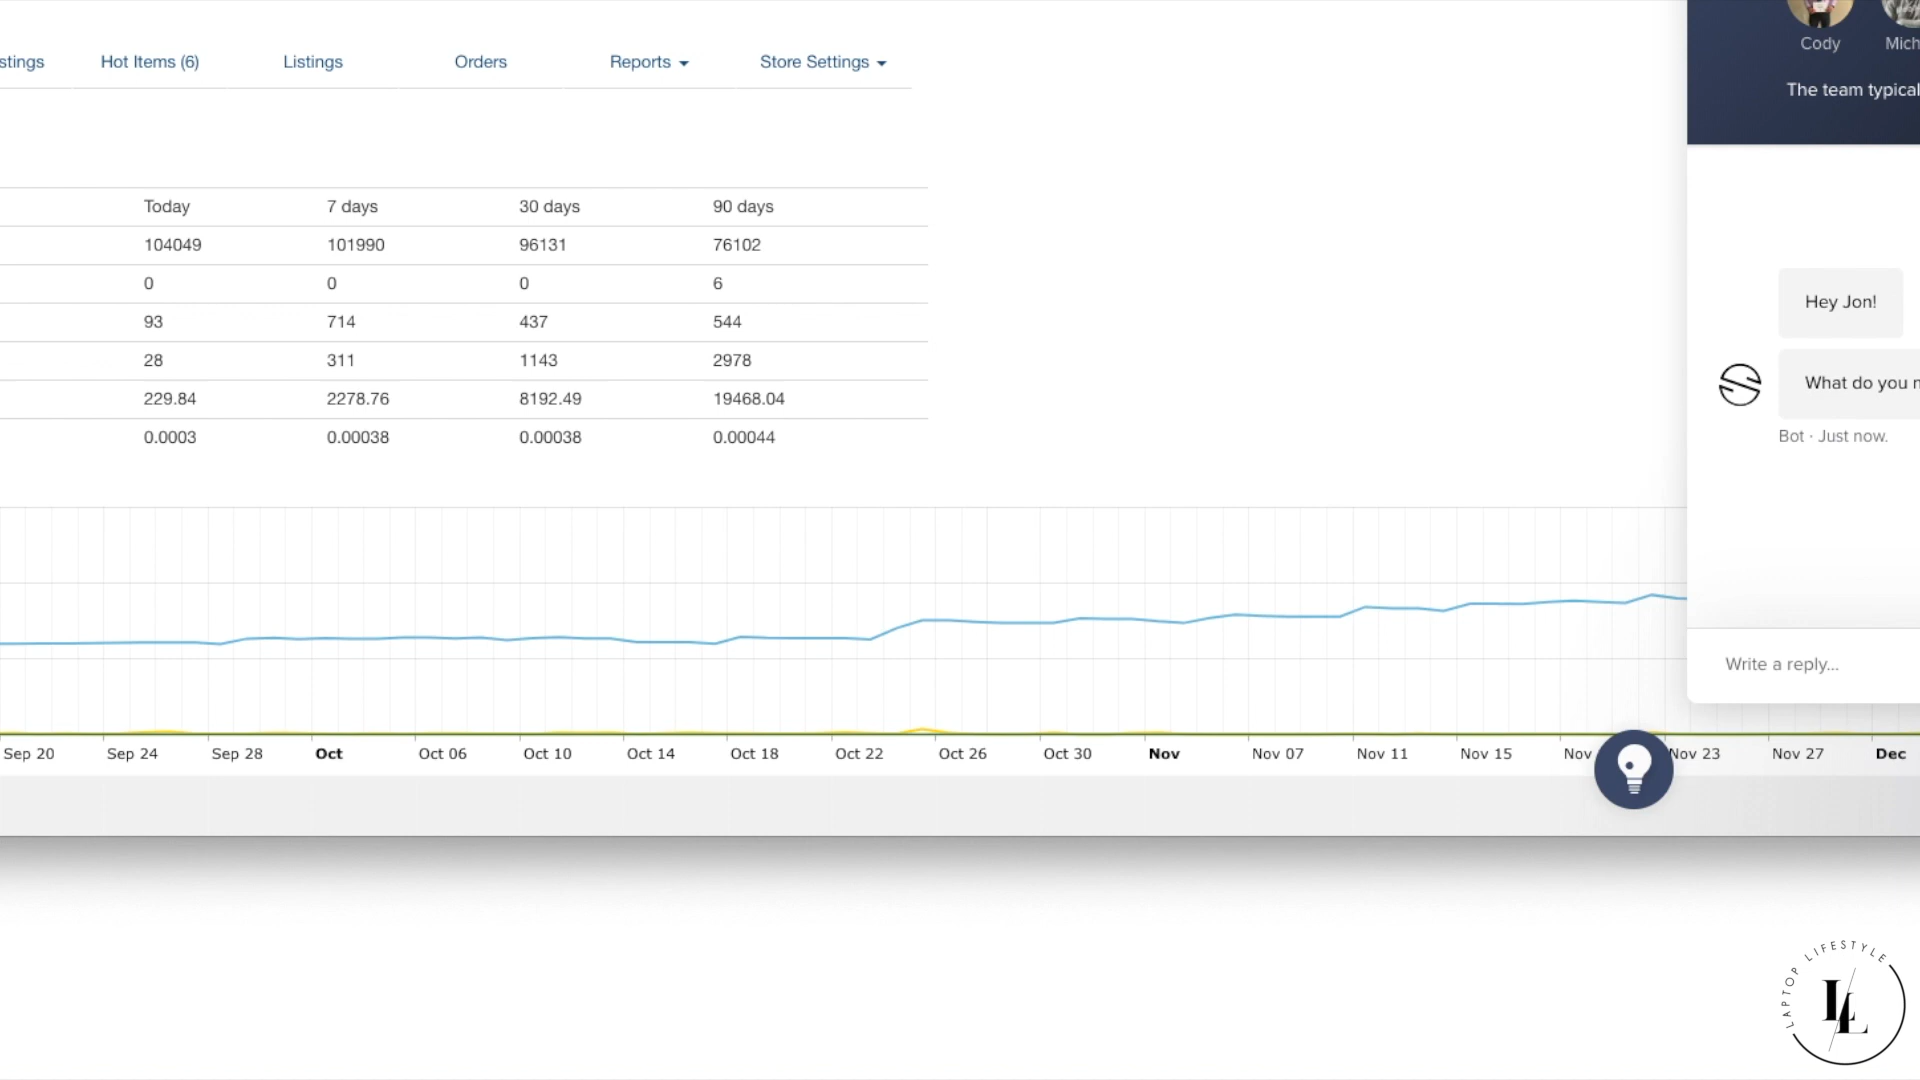 stings Hot Items (6) Listings Orders Reports Store Settings
Cody Mich
The team typical
Today 7 days 30 days 90 days
104049 101990 96131 76102
0 0 0 6
93 714 437 544
28 311 1143 2978
229.84 2278.76 8192.49 19468.04
0.0003 0.00038 0.00038 0.00044
Hey Jon!
What do you n
Bot · Just now.
Write a reply...
Sep 20 Sep 24 Sep 28 Oct Oct 06 Oct 10 Oct 14 Oct 18 Oct 22 Oct 26 Oct 30 Nov Nov 07 Nov 11 Nov 15 Nov Nov 23 Nov 27 Dec
LAPTOP LIFESTYLE
LL